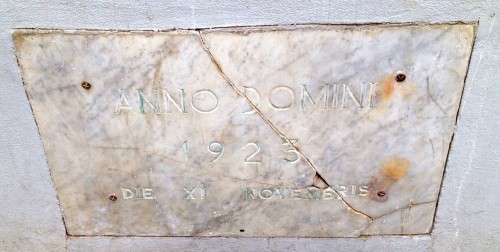 ANNO DOMINI
1923
DIE XI NOVEMBRIS